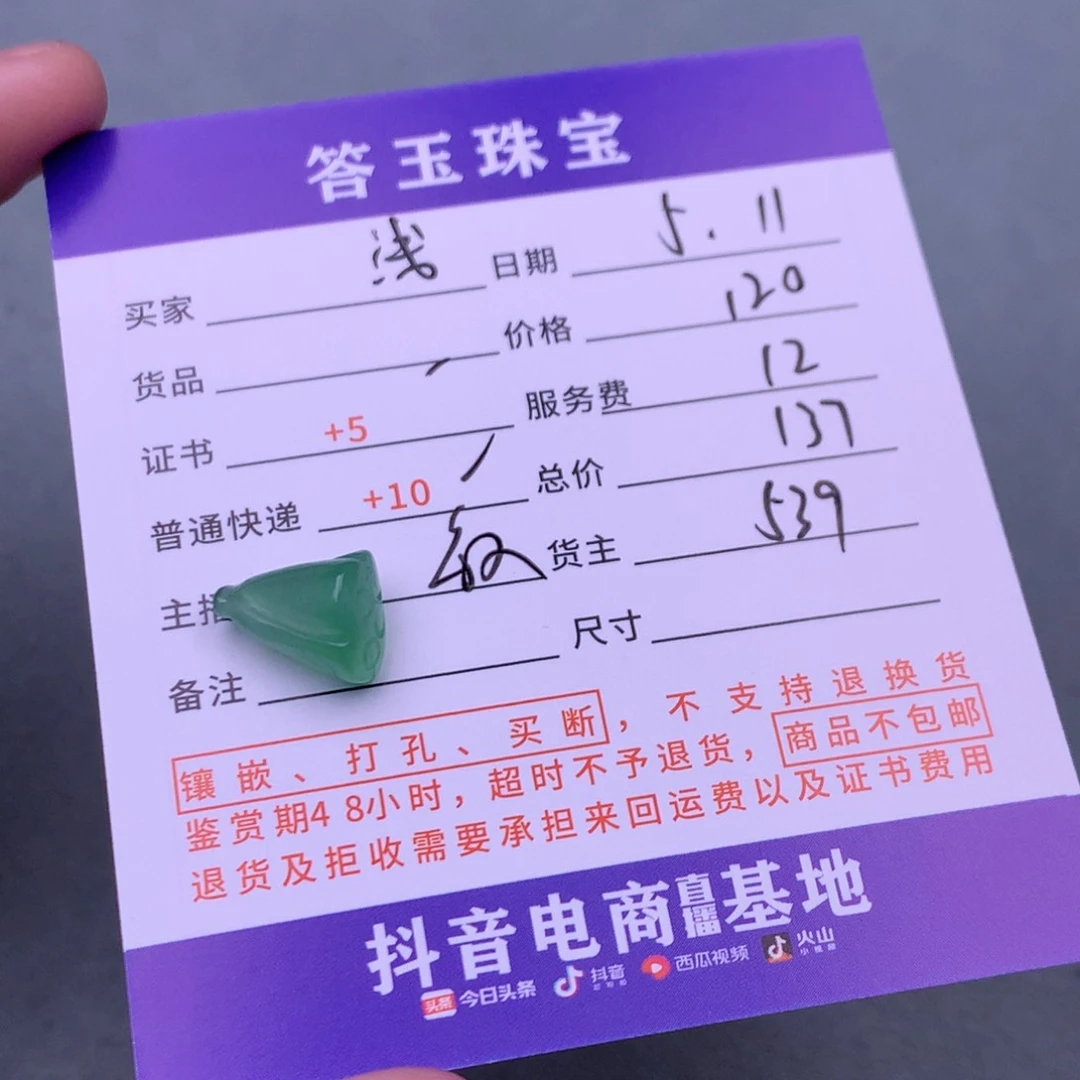 答玉珠宝
买家 浅 日期 5.11
货品 价格 120
证书 +5 服务费 12
普通快递 +10 总价 137
主播 货主 539
备注 尺寸
镶嵌、打孔、买断，不支持退换货
鉴赏期48小时，超时不予退货，商品不包邮
退货及拒收需要承担来回运费以及证书费用
抖音电商直播基地
头条 今日头条 抖音 西瓜视频 火山